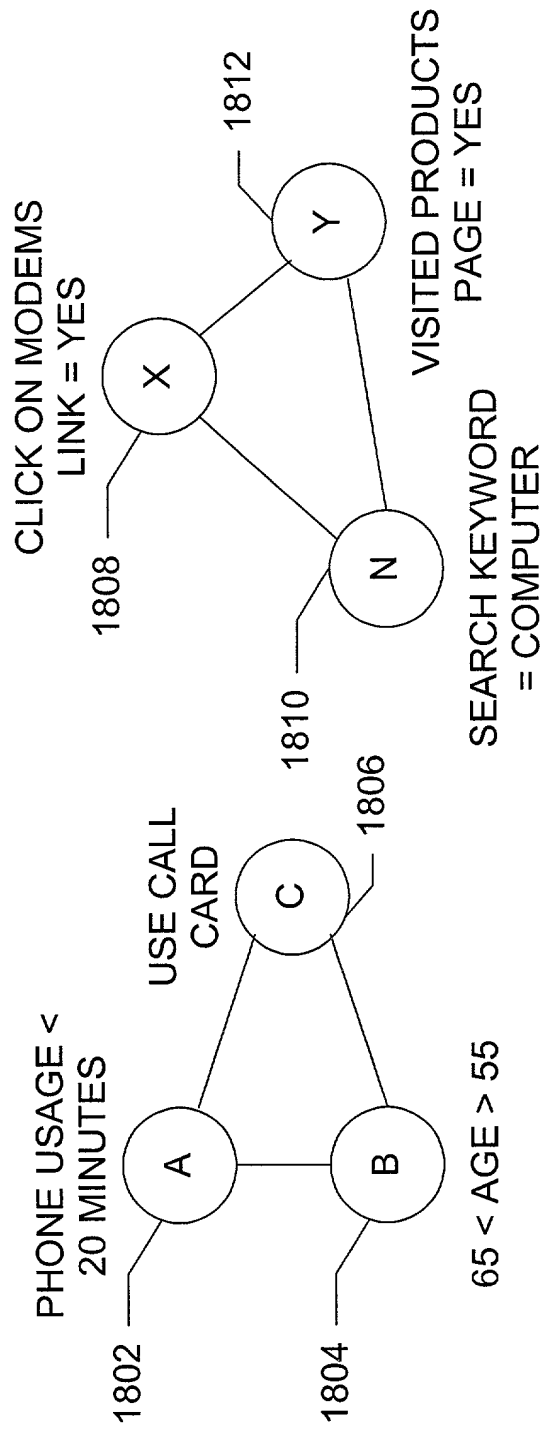 PHONE USAGE <
20 MINUTES
1802
A
USE CALL
CARD
C
1806
1804
B
65 < AGE > 55
CLICK ON MODEMS
LINK = YES
1808
X
1812
Y
1810
N
VISITED PRODUCTS
PAGE = YES
SEARCH KEYWORD
= COMPUTER